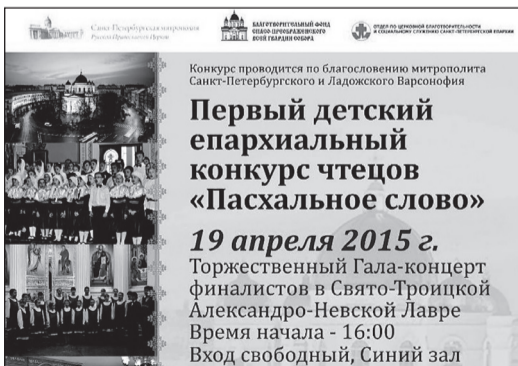 Санкт-Петербургская митрополия
Русская Православная Церковь
БЛАГОТВОРИТЕЛЬНЫЙ ФОНД
СПАСО-ПРЕОБРАЖЕНСКОГО
ВСЕЙ ГВАРДИИ СОБОРА
ОТДЕЛ ПО ЦЕРКОВНОЙ БЛАГОТВОРИТЕЛЬНОСТИ
И СОЦИАЛЬНОМУ СЛУЖЕНИЮ САНКТ-ПЕТЕРБУРГСКОЙ ЕПАРХИИ
Конкурс проводится по благословению митрополита
Санкт-Петербургского и Ладожского Варсонофия
Первый детский
епархиальный
конкурс чтецов
«Пасхальное слово»
19 апреля 2015 г.
Торжественный Гала-концерт
финалистов в Свято-Троицкой
Александро-Невской Лавре
Время начала - 16:00
Вход свободный, Синий зал